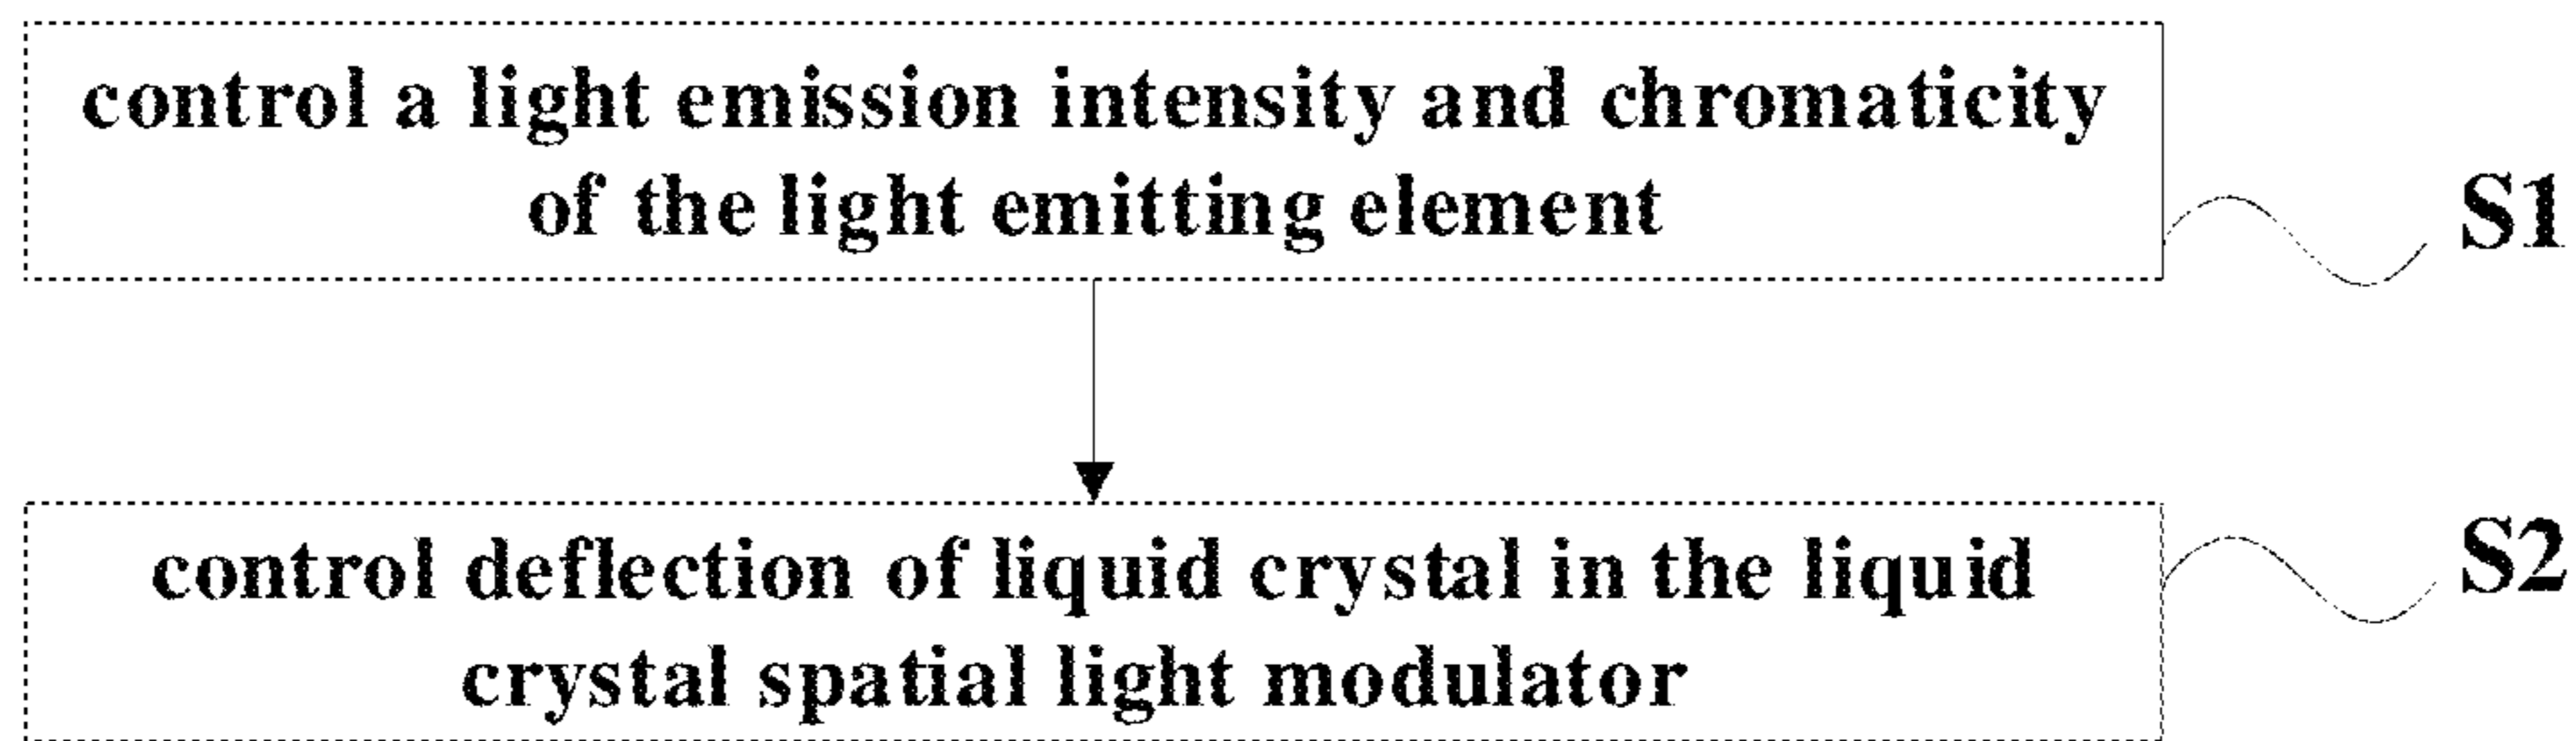 control a light emission intensity and chromaticity
of the light emitting element
S1
control deflection of liquid crystal in the liquid
crystal spatial light modulator
S2